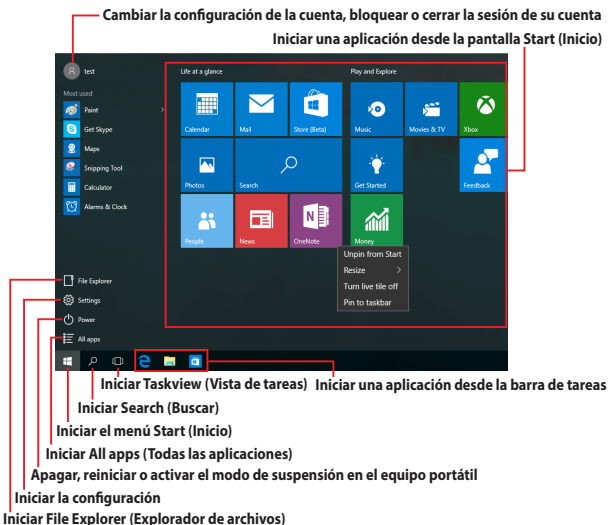 Cambiar la configuración de la cuenta, bloquear o cerrar la sesión de su cuenta
Iniciar una aplicación desde la pantalla Start (Inicio)
test
Life at a glance
Play and Explore
Most used
Paint
Get Skype
Maps
Snipping Tool
Calculator
Alarms & Clock
Calendar
Mail
Store (Beta)
Music
Movies & TV
Xbox
Photos
Search
Get Started
Feedback
People
News
OneNote
Money
Unpin from Start
Resize
Turn live tile off
Pin to taskbar
File Explorer
Settings
Power
All apps
Iniciar Taskview (Vista de tareas)
Iniciar una aplicación desde la barra de tareas
Iniciar Search (Buscar)
Iniciar el menú Start (Inicio)
Iniciar All apps (Todas las aplicaciones)
Apagar, reiniciar o activar el modo de suspensión en el equipo portátil
Iniciar la configuración
Iniciar File Explorer (Explorador de archivos)